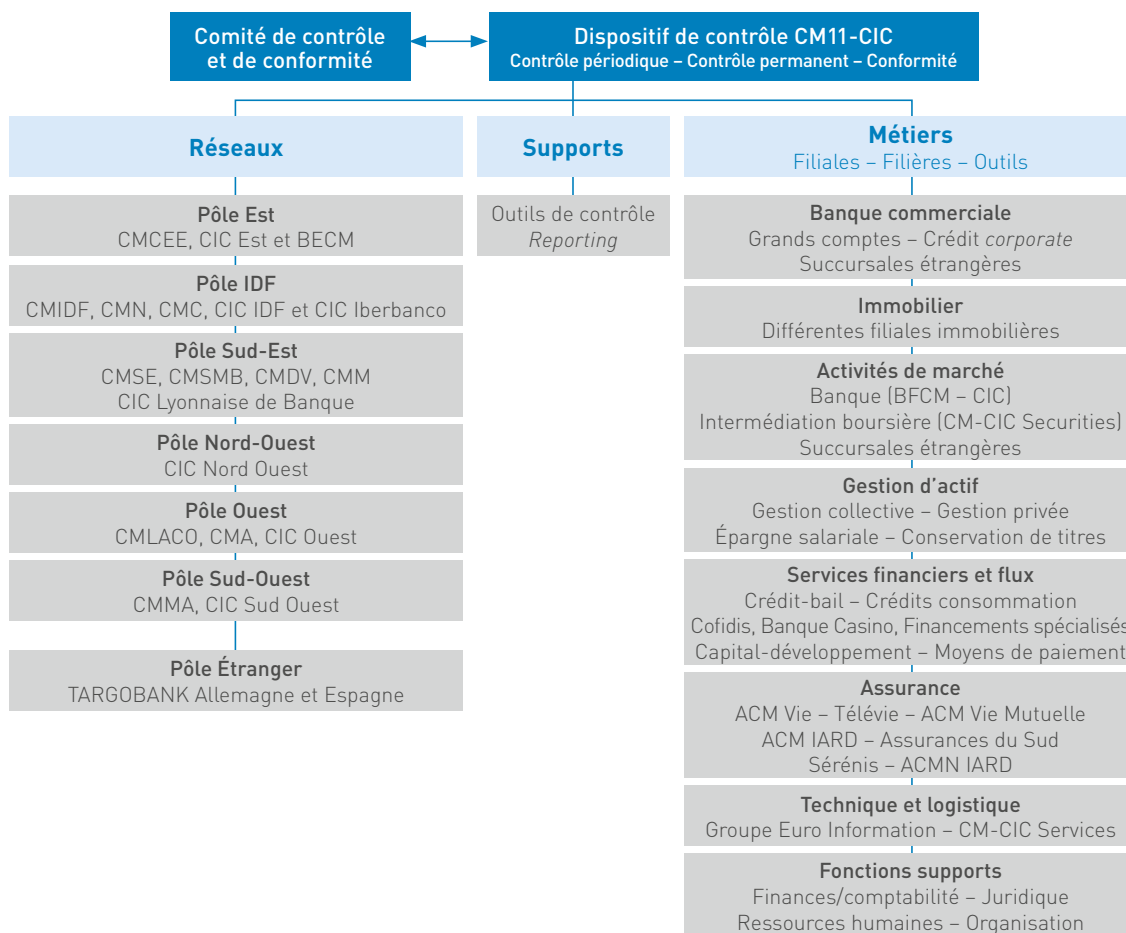 Comité de contrôle
et de conformité
Dispositif de contrôle CM11-CIC
Contrôle périodique – Contrôle permanent – Conformité
Réseaux
Pôle Est
CMCEE, CIC Est et BECM
Pôle IDF
CMIDF, CMN, CMC, CIC IDF et CIC Iberbanco
Pôle Sud-Est
CMSE, CMSMB, CMDV, CMM
CIC Lyonnaise de Banque
Pôle Nord-Ouest
CIC Nord Ouest
Pôle Ouest
CMLACO, CMA, CIC Ouest
Pôle Sud-Ouest
CMMA, CIC Sud Ouest
Pôle Étranger
TARGOBANK Allemagne et Espagne
Supports
Outils de contrôle
Reporting
Métiers
Filiales – Filières – Outils
Banque commerciale
Grands comptes – Crédit corporate
Succursales étrangères
Immobilier
Différentes filiales immobilières
Activités de marché
Banque (BFCM – CIC)
Intermédiation boursière (CM-CIC Securities)
Succursales étrangères
Gestion d'actif
Gestion collective – Gestion privée
Épargne salariale – Conservation de titres
Services financiers et flux
Crédit-bail – Crédits consommation
Cofidis, Banque Casino, Financements spécialisés
Capital-développement – Moyens de paiement
Assurance
ACM Vie – Télévie – ACM Vie Mutuelle
ACM IARD – Assurances du Sud
Sérénis – ACMN IARD
Technique et logistique
Groupe Euro Information – CM-CIC Services
Fonctions supports
Finances/comptabilité – Juridique
Ressources humaines – Organisation